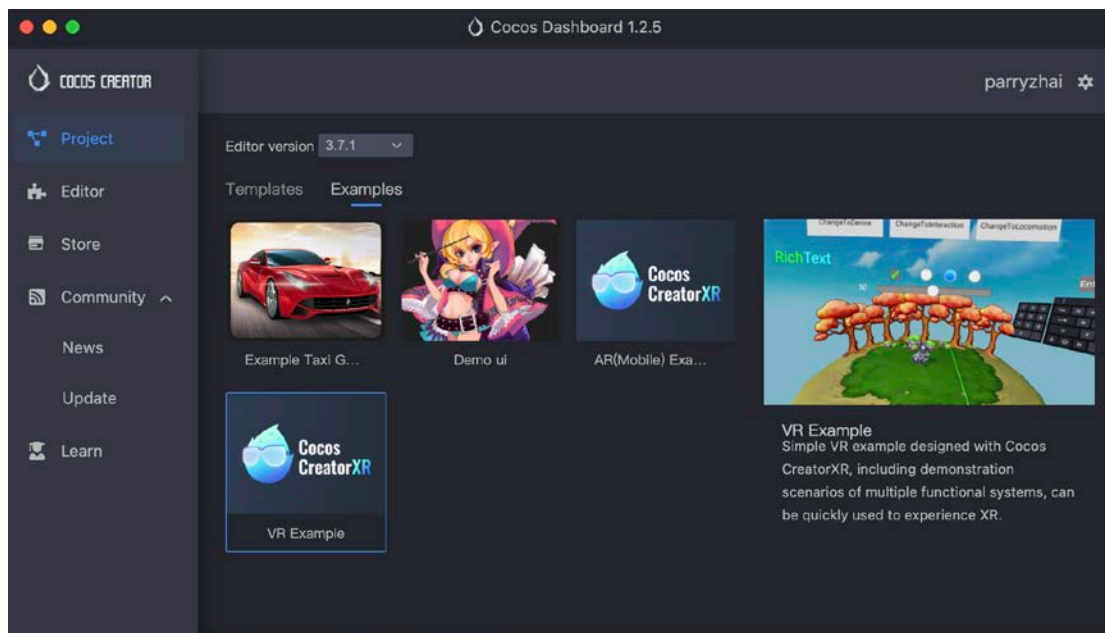 Cocos Dashboard 1.2.5
COCOS CREATOR
parryzhai
Project
Editor
Store
Community
News
Update
Learn
Editor version 3.7.1
Templates Examples
Example Taxi G...
Demo ui
Cocos
CreatorXR
AR(Mobile) Exa...
Cocos
CreatorXR
VR Example
ChangeToDevice ChangeToInteraction ChangeToLocomotion
RichText
50
Ent
VR Example
Simple VR example designed with Cocos
CreatorXR, including demonstration
scenarios of multiple functional systems, can
be quickly used to experience XR.